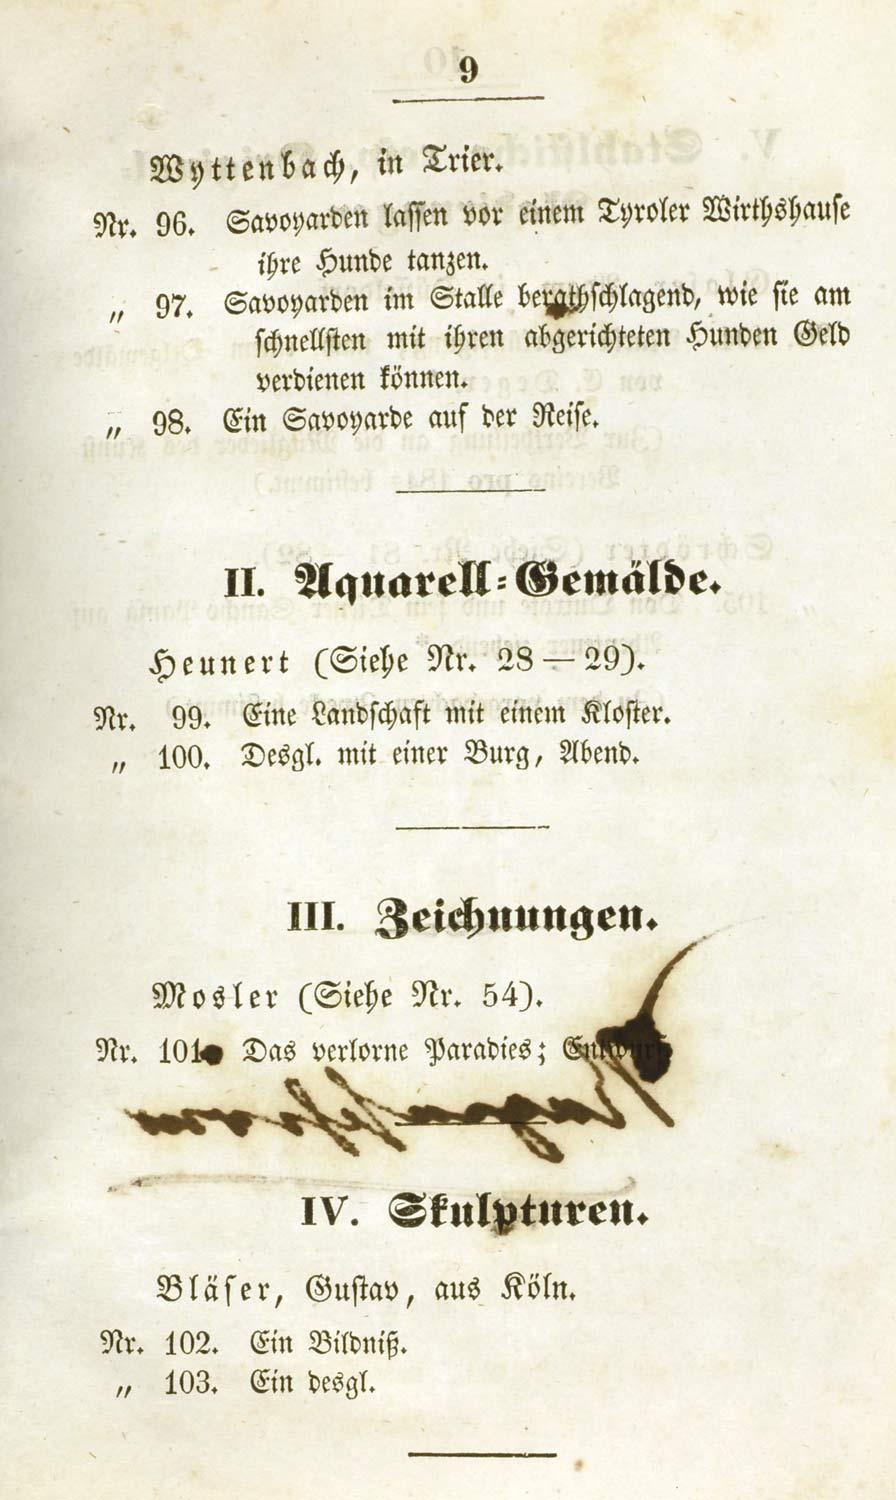 9
Wyttenbach, in Trier.
Nr. 96. Savoyarden lassen vor einem Tyroler Wirthshause
ihre Hunde tanzen.
„ 97. Savoyarden im Stalle berathschlagend, wie sie am
schnellsten mit ihren abgerichteten Hunden Geld
verdienen können.
„ 98. Ein Savoyarde auf der Reise.
II. Aquarell-Gemälde.
Heunert (Siehe Nr. 28 — 29).
Nr. 99. Eine Landschaft mit einem Kloster.
„ 100. Desgl. mit einer Burg, Abend.
III. Zeichnungen.
Mosler (Siehe Nr. 54).
Nr. 101. Das verlorne Paradies; Entwurf
IV. Skulpturen.
Bläser, Gustav, aus Köln.
Nr. 102. Ein Bildniß.
„ 103. Ein desgl.